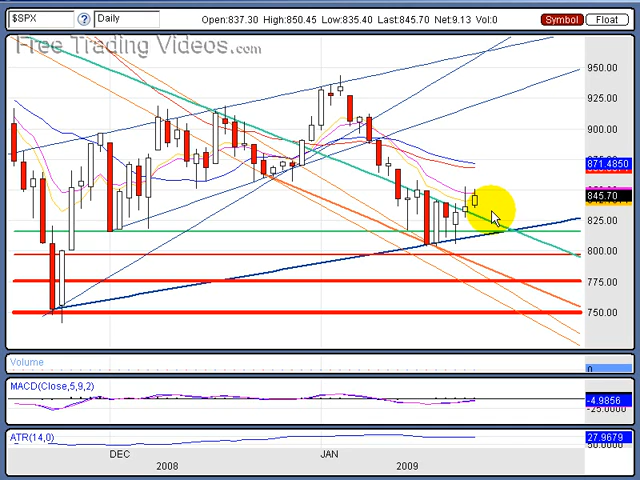 $SPX ? Daily Open:837.30 High:850.45 Low:835.40 Last:845.70 Net:9.13 Vol:0 Symbol Float
Free Trading Videos.com
950.00
925.00
900.00
871.4850
845.70
825.00
800.00
775.00
750.00
Volume
0
MACD(Close,5,9,2)
-4.9856
-25.0000
ATR(14,0)
27.9679
50.0000
DEC JAN
2008 2009